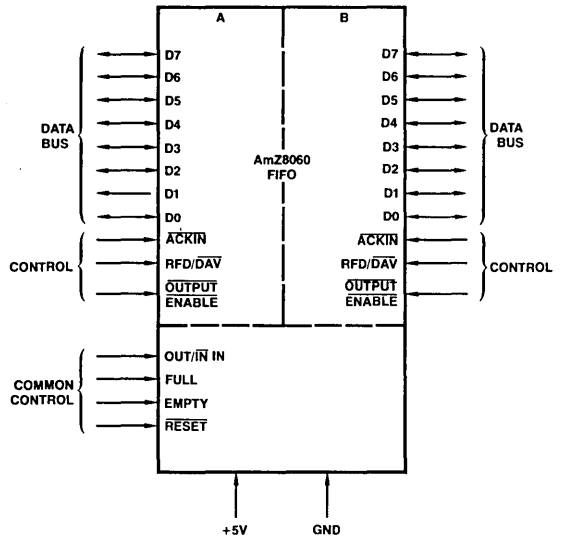 A B
D7 D7
D6 D6
D5 D5
DATA BUS D4 D4 DATA BUS
AmZ8060
FIFO
D3 D3
D2 D2
D1 D1
D0 D0
ACKIN ACKIN
CONTROL RFD/DAV RFD/DAV CONTROL
OUTPUT OUTPUT
ENABLE ENABLE
OUT/IN IN
COMMON CONTROL
FULL
EMPTY
RESET
+5V GND